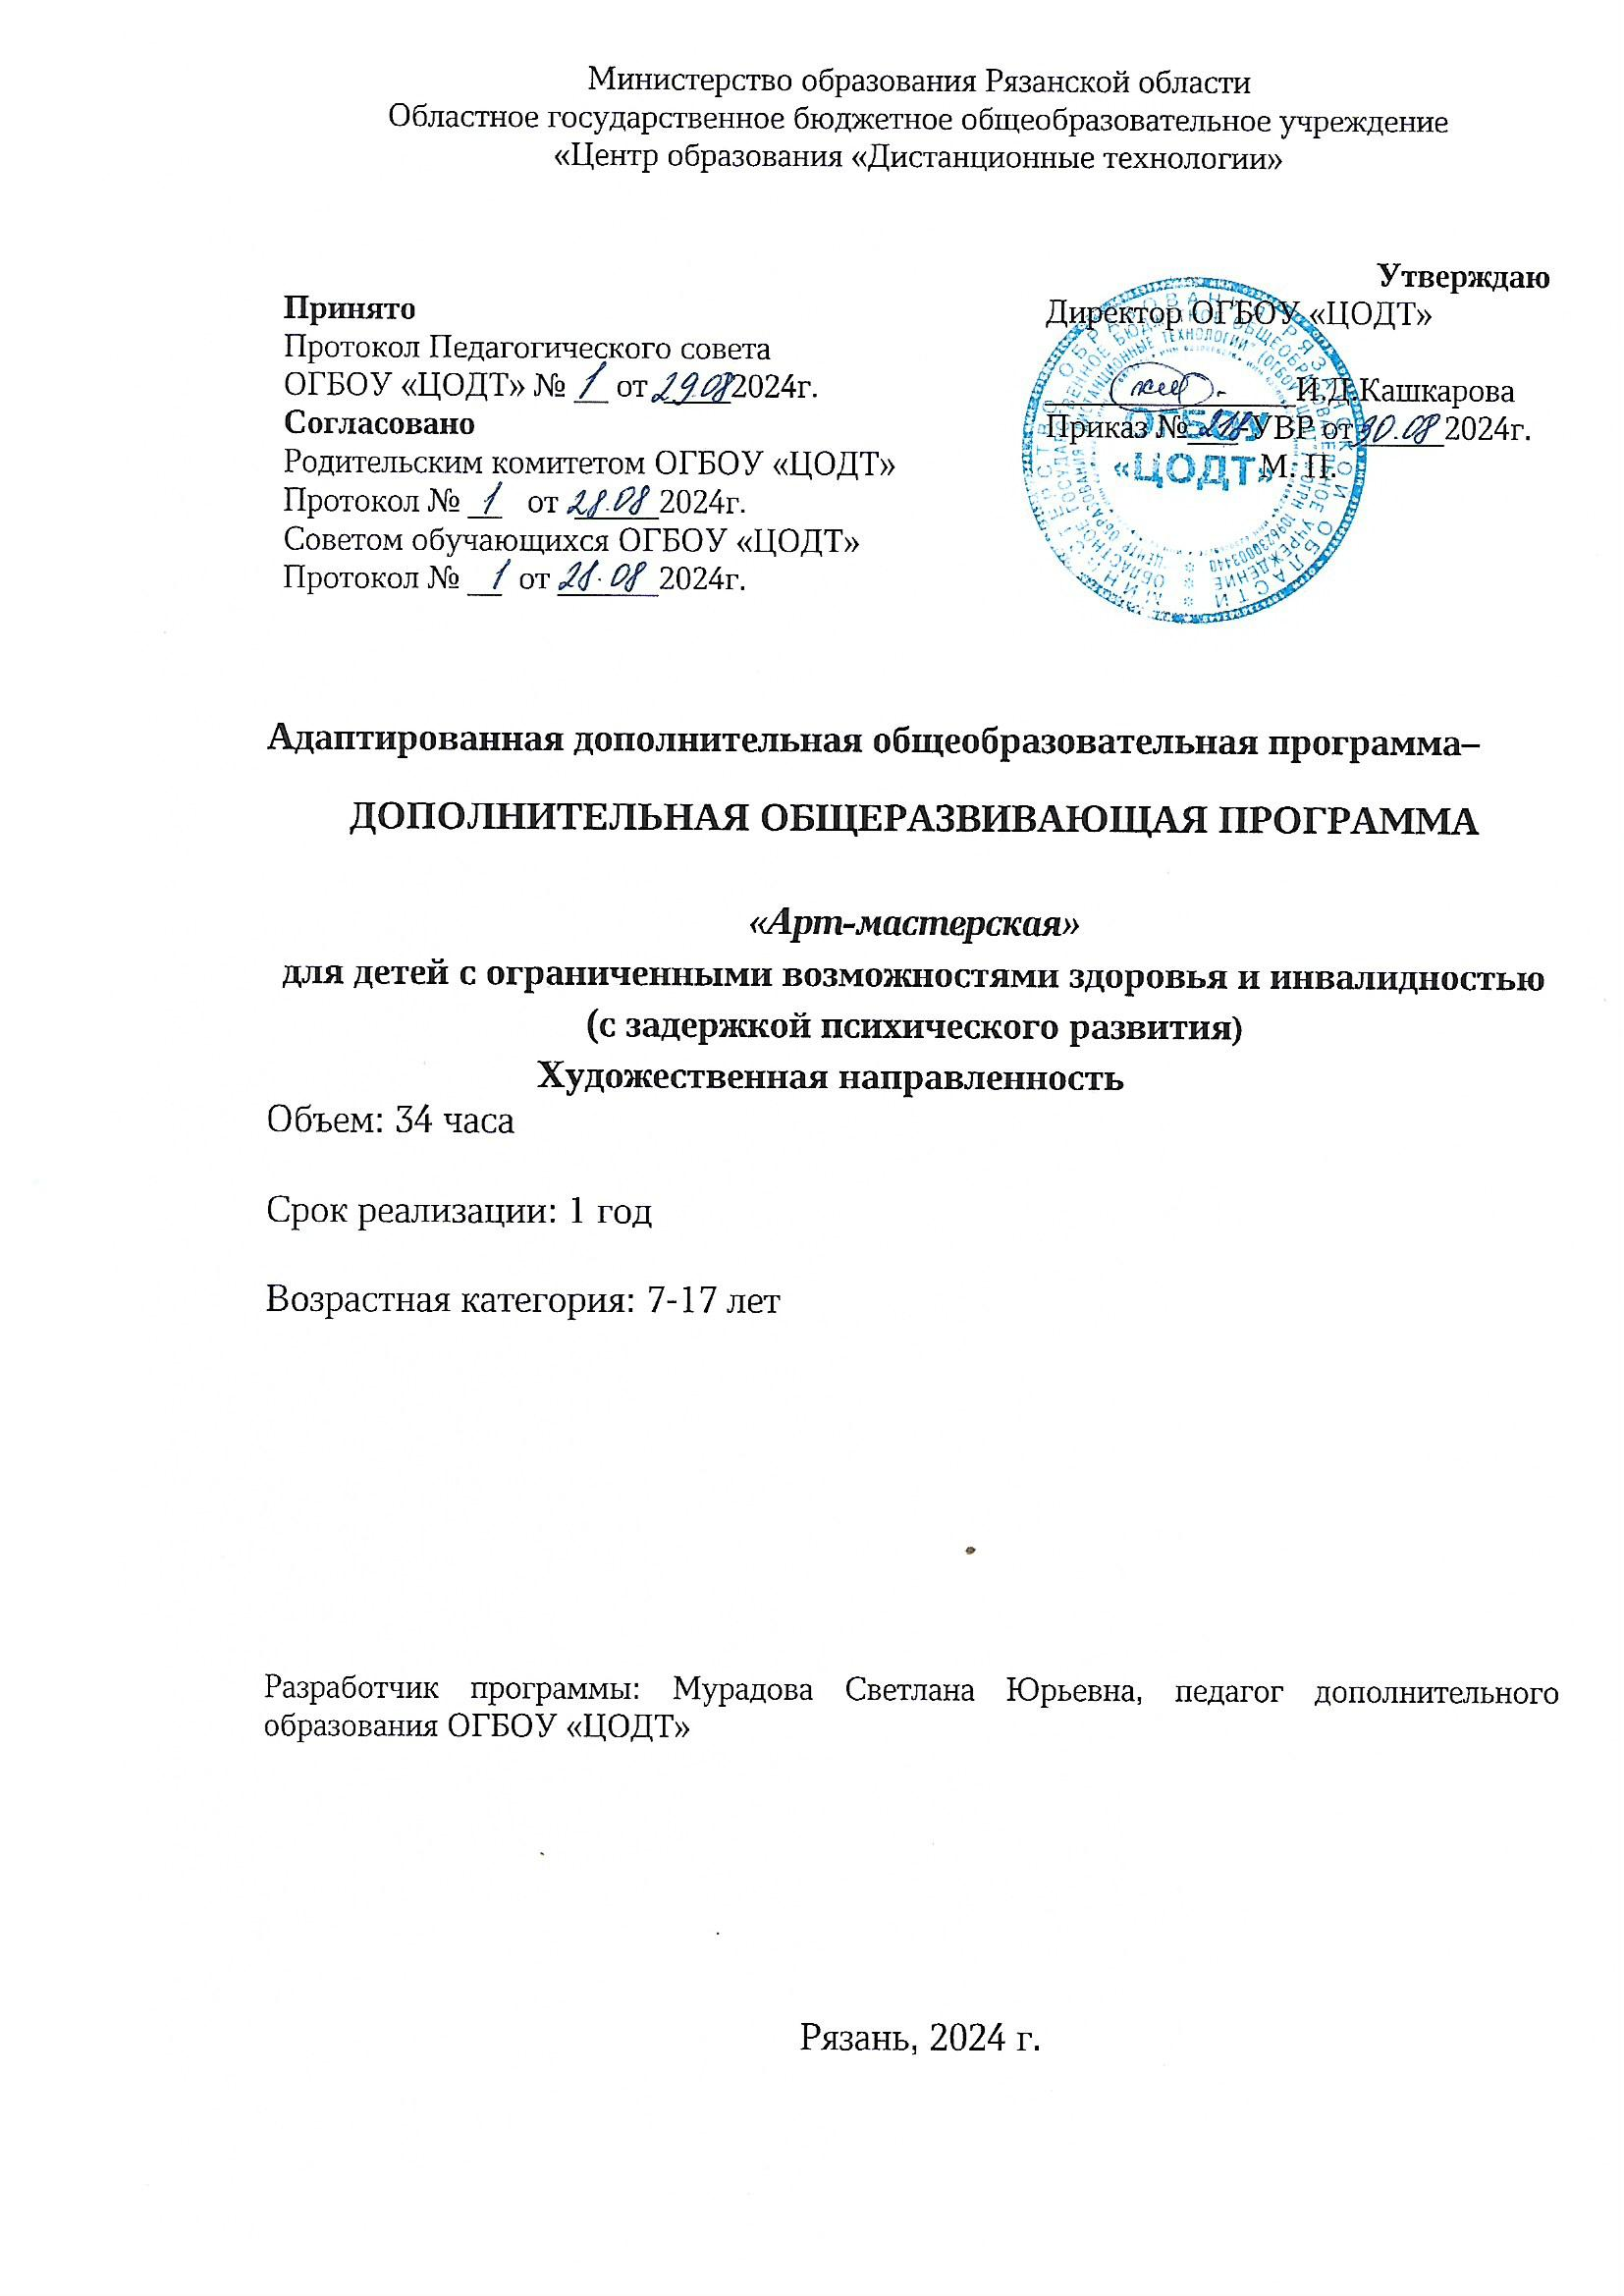 Министерство образования Рязанской области
Областное государственное бюджетное общеобразовательное учреждение
«Центр образования «Дистанционные технологии»
Принято
Протокол Педагогического совета
ОГБОУ «ЦОДТ» № 1 от 29.08 2024г.
Согласовано
Родительским комитетом ОГБОУ «ЦОДТ»
Протокол № 1 от 28.08 2024г.
Советом обучающихся ОГБОУ «ЦОДТ»
Протокол № 1 от 28.08 2024г.
Утверждаю
Директор ОГБОУ «ЦОДТ»
И.Д.Кашкарова
Приказ № -УВР от 30.08 2024г.
М. П.
ОГБОУ
«ЦОДТ»
Адаптированная дополнительная общеобразовательная программа–
ДОПОЛНИТЕЛЬНАЯ ОБЩЕРАЗВИВАЮЩАЯ ПРОГРАММА
«Арт-мастерская»
для детей с ограниченными возможностями здоровья и инвалидностью
(с задержкой психического развития)
Художественная направленность
Объем: 34 часа
Срок реализации: 1 год
Возрастная категория: 7-17 лет
Разработчик программы: Мурадова Светлана Юрьевна, педагог дополнительного
образования ОГБОУ «ЦОДТ»
Рязань, 2024 г.